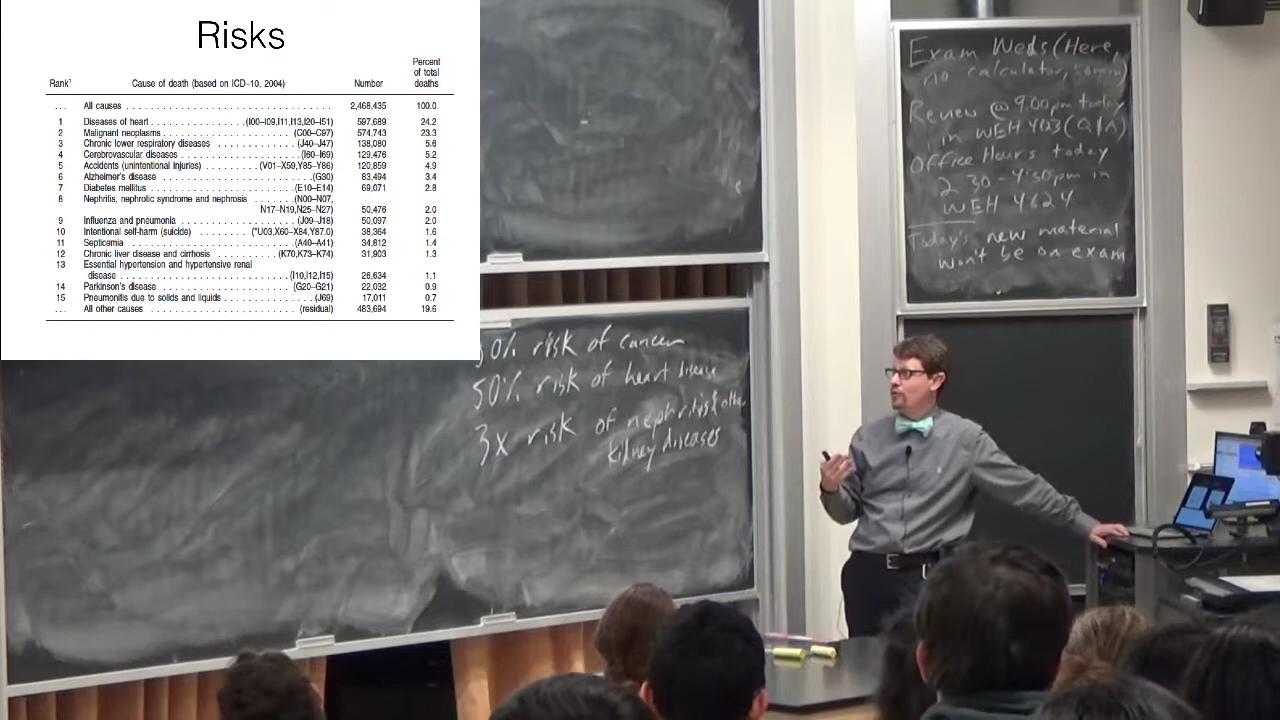 Risks
Rank¹ Cause of death (based on ICD–10, 2004) Number Percent of total deaths
... All causes 2,468,435 100.0
1 Diseases of heart (I00–I09,I11,I13,I20–I51) 597,689 24.2
2 Malignant neoplasms (C00–C97) 574,743 23.3
3 Chronic lower respiratory diseases (J40–J47) 138,080 5.6
4 Cerebrovascular diseases (I60–I69) 129,476 5.2
5 Accidents (unintentional injuries) (V01–X59,Y85–Y86) 120,859 4.9
6 Alzheimer's disease (G30) 83,494 3.4
7 Diabetes mellitus (E10–E14) 69,071 2.8
8 Nephritis, nephrotic syndrome and nephrosis (N00–N07,
N17–N19,N25–N27) 50,476 2.0
9 Influenza and pneumonia (J09–J18) 50,097 2.0
10 Intentional self-harm (suicide) (*U03,X60–X84,Y87.0) 38,364 1.6
11 Septicemia (A40–A41) 34,812 1.4
12 Chronic liver disease and cirrhosis (K70,K73–K74) 31,903 1.3
13 Essential hypertension and hypertensive renal
disease (I10,I12,I15) 26,634 1.1
14 Parkinson's disease (G20–G21) 22,032 0.9
15 Pneumonitis due to solids and liquids (J69) 17,011 0.7
... All other causes (residual) 483,694 19.6
0% risk of cancer
50% risk of heart disease
3x risk of nephritis & other
kidney diseases
Exam Weds (Here,
no calculator, 50min)
Review @ 9:00pm today
in WEH 403 (Q&A)
Office Hours today
2:30-4:30pm in
WEH 4624
Today's new material
won't be on exam